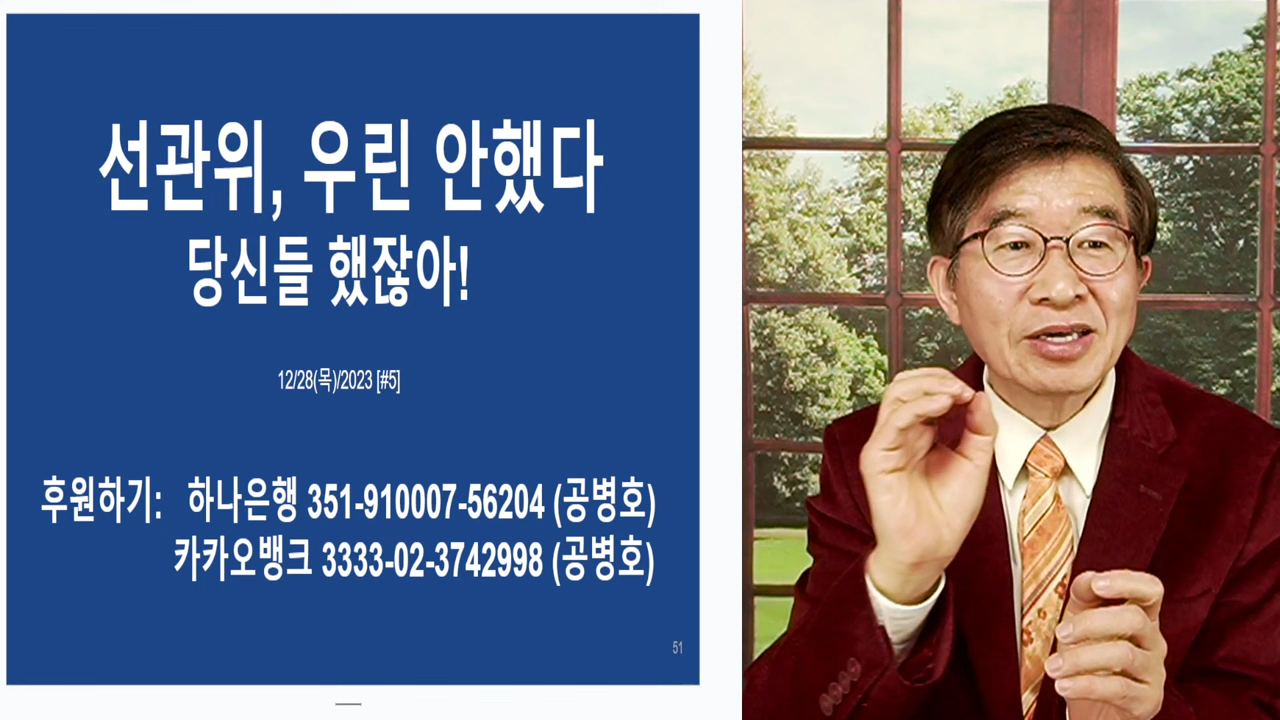 선관위, 우린 안했다
당신들 했잖아!
12/28(목)/2023 [#5]
후원하기: 하나은행 351-910007-56204 (공병호)
카카오뱅크 3333-02-3742998 (공병호)
51